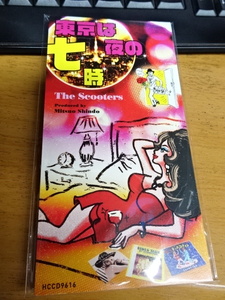 東京は
夜の
七時
The Scooters
Produced by
Mitsuo Shindo
HCCD9616